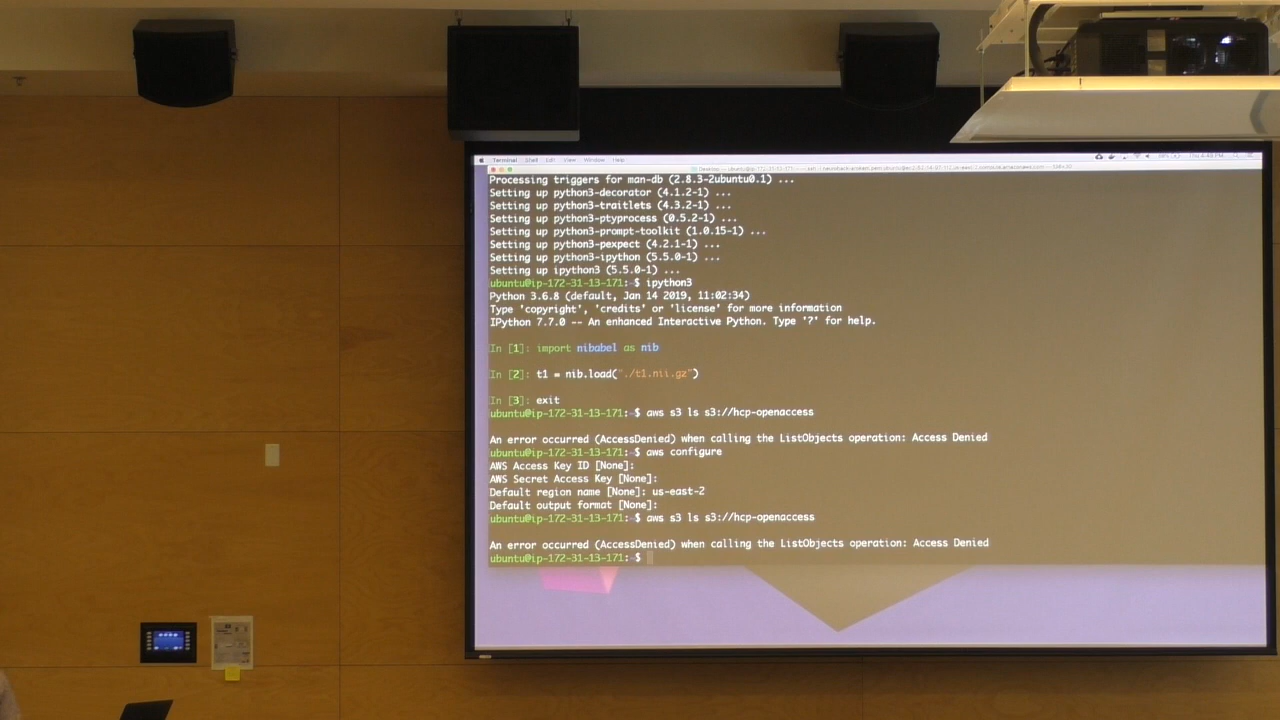 Terminal Shell Edit View Window Help
Processing triggers for man-db (2.8.3-2ubuntu0.1) ...
Setting up python3-decorator (4.1.2-1) ...
Setting up python3-traitlets (4.3.2-1) ...
Setting up python3-ptyprocess (0.5.2-1) ...
Setting up python3-prompt-toolkit (1.0.15-1) ...
Setting up python3-pexpect (4.2.1-1) ...
Setting up python3-ipython (5.5.0-1) ...
Setting up ipython3 (5.5.0-1) ...
ubuntu@ip-172-31-13-171:~$ ipython3
Python 3.6.8 (default, Jan 14 2019, 11:02:34)
Type 'copyright', 'credits' or 'license' for more information
IPython 7.7.0 -- An enhanced Interactive Python. Type '?' for help.
In [1]: import nibabel as nib
In [2]: t1 = nib.load("./t1.nii.gz")
In [3]: exit
ubuntu@ip-172-31-13-171:~$ aws s3 ls s3://hcp-openaccess
An error occurred (AccessDenied) when calling the ListObjects operation: Access Denied
ubuntu@ip-172-31-13-171:~$ aws configure
AWS Access Key ID [None]:
AWS Secret Access Key [None]:
Default region name [None]: us-east-2
Default output format [None]:
ubuntu@ip-172-31-13-171:~$ aws s3 ls s3://hcp-openaccess
An error occurred (AccessDenied) when calling the ListObjects operation: Access Denied
ubuntu@ip-172-31-13-171:~$